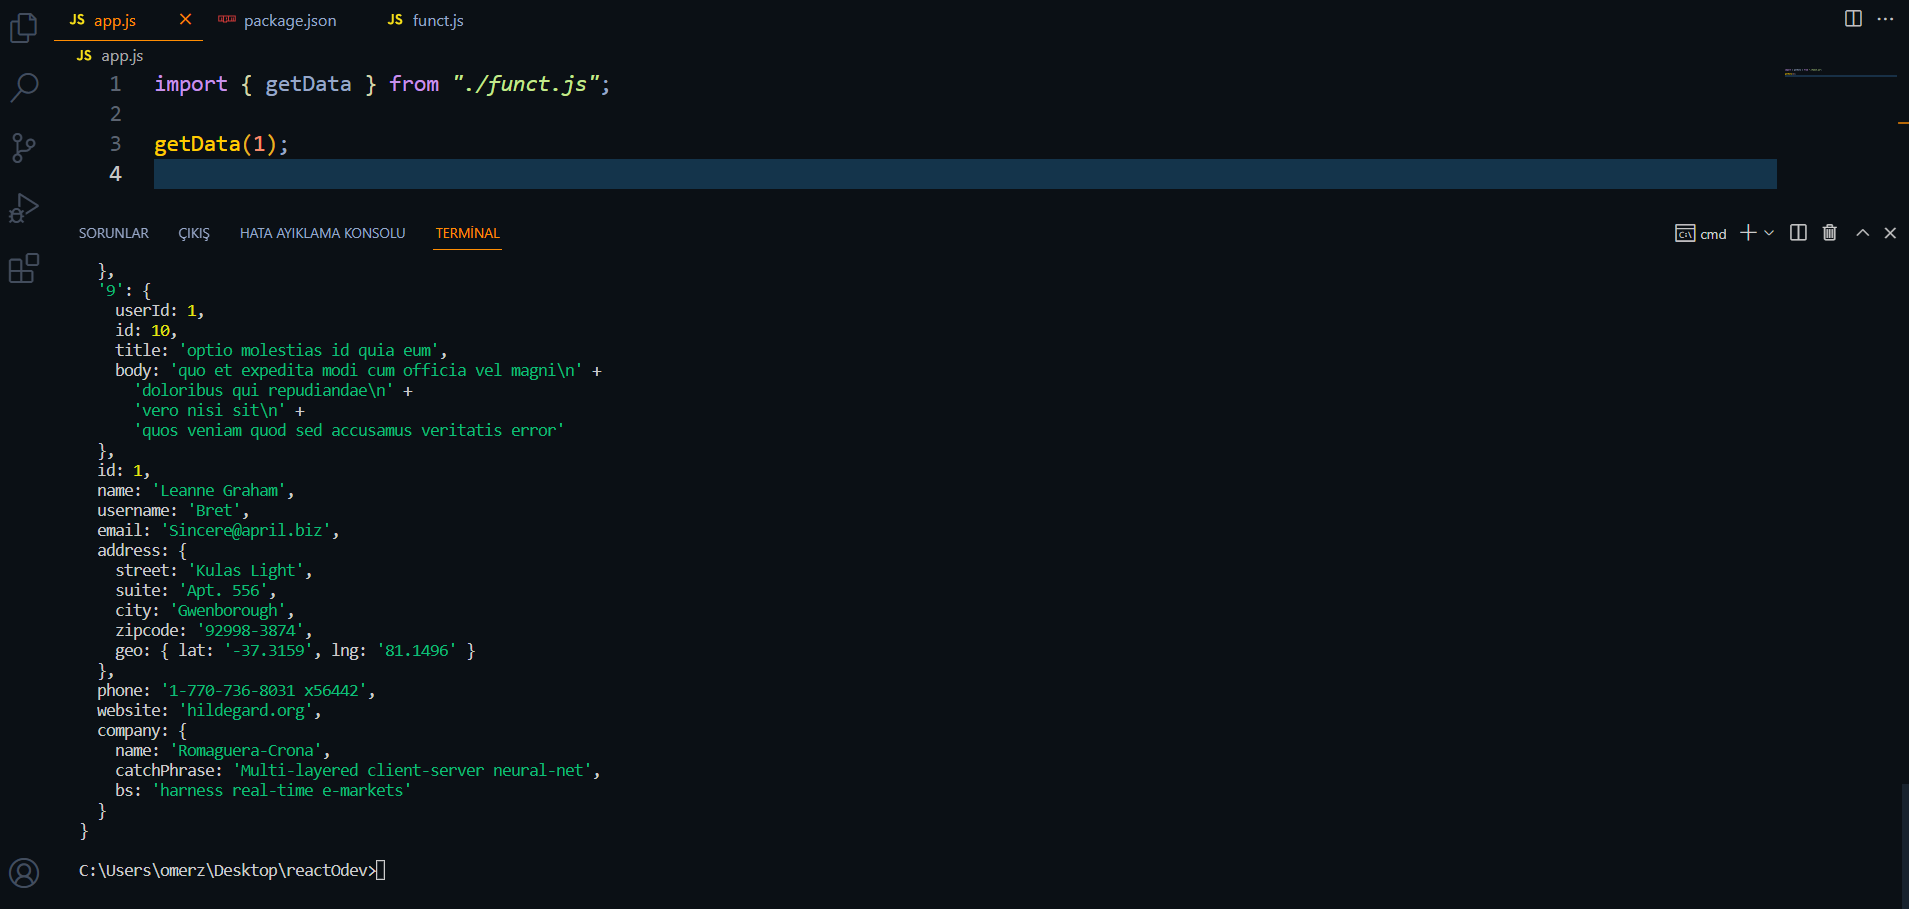 JS app.js × npm package.json JS funct.js
JS app.js
1 import { getData } from "./funct.js";
2
3 getData(1);
4
SORUNLAR ÇIKIŞ HATA AYIKLAMA KONSOLU TERMİNAL cmd
},
'9': {
userId: 1,
id: 10,
title: 'optio molestias id quia eum',
body: 'quo et expedita modi cum officia vel magni\n' +
'doloribus qui repudiandae\n' +
'vero nisi sit\n' +
'quos veniam quod sed accusamus veritatis error'
},
id: 1,
name: 'Leanne Graham',
username: 'Bret',
email: 'Sincere@april.biz',
address: {
street: 'Kulas Light',
suite: 'Apt. 556',
city: 'Gwenborough',
zipcode: '92998-3874',
geo: { lat: '-37.3159', lng: '81.1496' }
},
phone: '1-770-736-8031 x56442',
website: 'hildegard.org',
company: {
name: 'Romaguera-Crona',
catchPhrase: 'Multi-layered client-server neural-net',
bs: 'harness real-time e-markets'
}
}
C:\Users\omerz\Desktop\reactOdev>